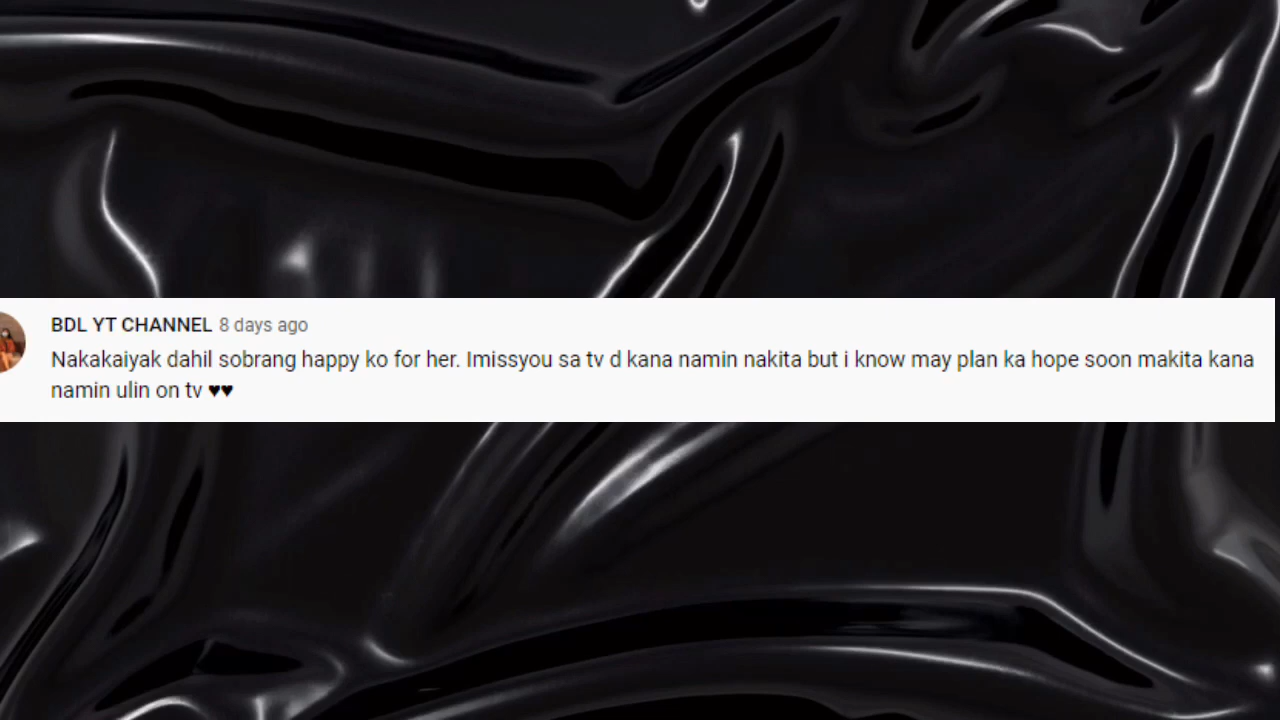 BDL YT CHANNEL 8 days ago
Nakakaiyak dahil sobrang happy ko for her. Imissyou sa tv d kana namin nakita but i know may plan ka hope soon makita kana
namin ulin on tv ♥♥